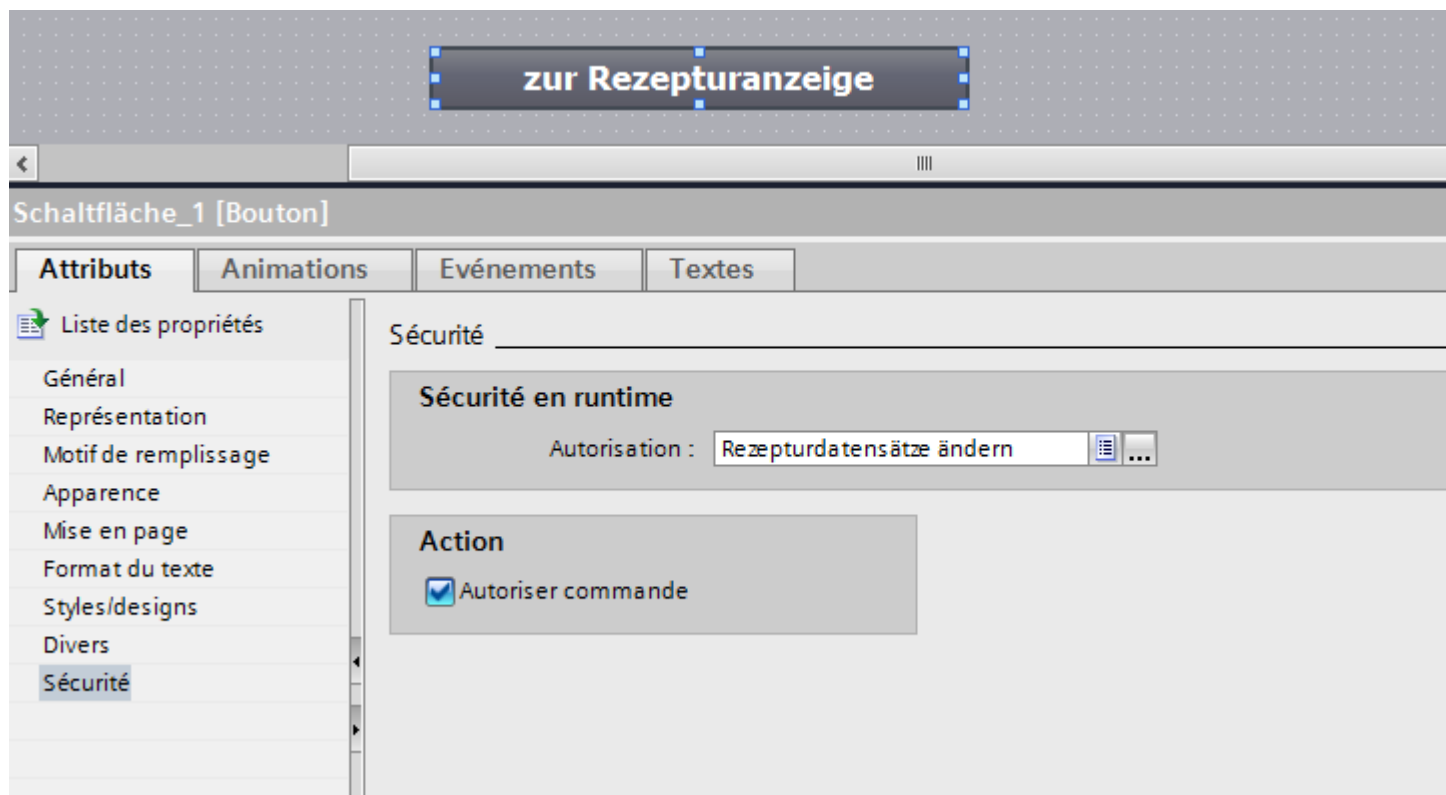 zur Rezepturanzeige
Schaltfläche_1 [Bouton]
Attributs Animations Evénements Textes
Liste des propriétés
Général
Représentation
Motif de remplissage
Apparence
Mise en page
Format du texte
Styles/designs
Divers
Sécurité
Sécurité
Sécurité en runtime
Autorisation : Rezepturdatensätze ändern ...
Action
Autoriser commande